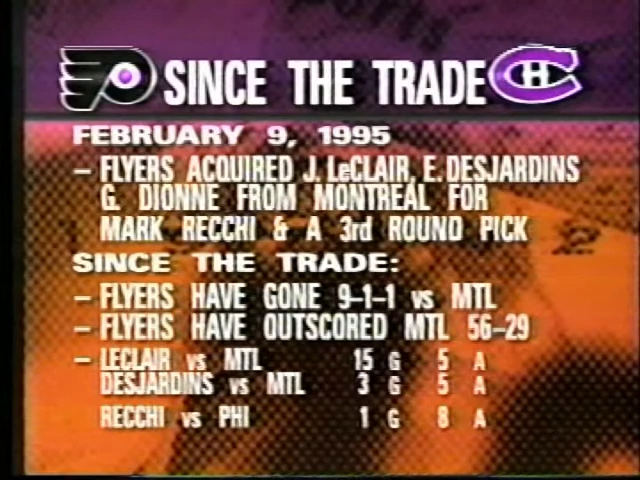 SINCE THE TRADE
FEBRUARY 9, 1995
– FLYERS ACQUIRED J. LeCLAIR, E. DESJARDINS
G. DIONNE FROM MONTREAL FOR
MARK RECCHI & A 3rd ROUND PICK
SINCE THE TRADE:
– FLYERS HAVE GONE 9–1–1 vs MTL
– FLYERS HAVE OUTSCORED MTL 56–29
– LECLAIR vs MTL 15 G 5 A
DESJARDINS vs MTL 3 G 5 A
RECCHI vs PHI 1 G 8 A